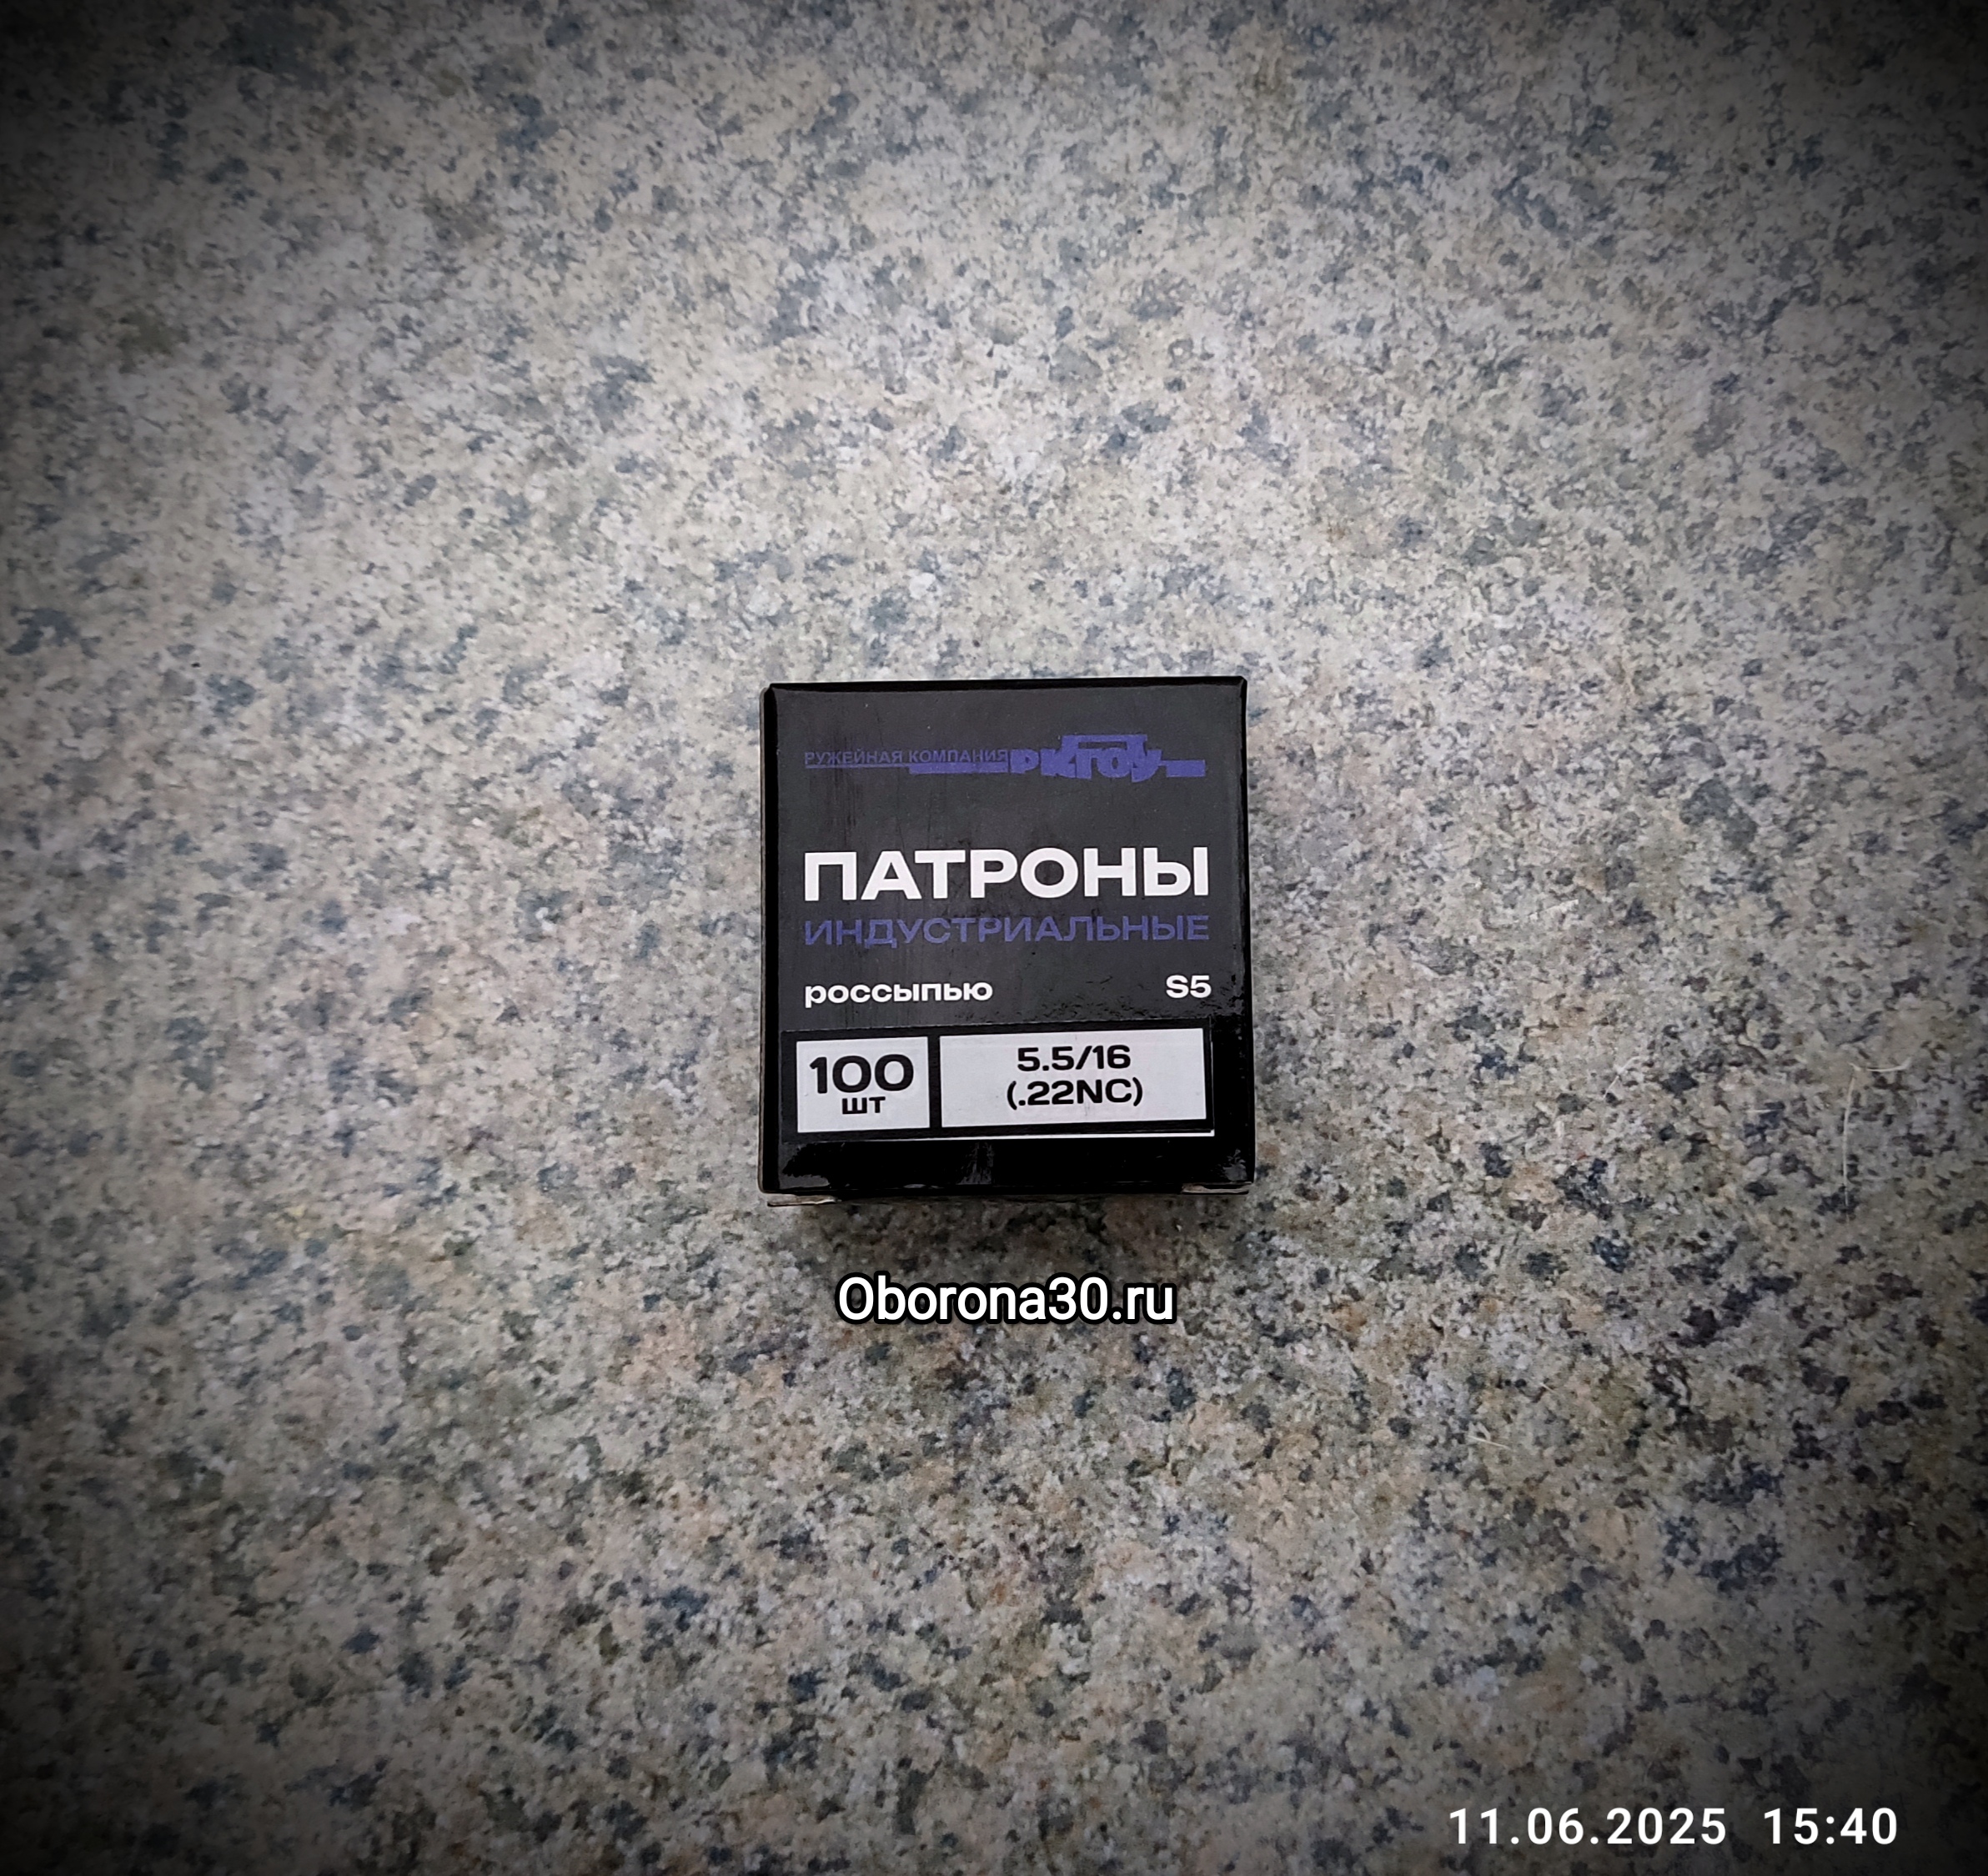 РУЖЕЙНАЯ КОМПАНИЯ
ПАТРОНЫ
ИНДУСТРИАЛЬНЫЕ
россыпью S5
100 5.5/16
шт (.22NC)
Oborona30.ru
11.06.2025 15:40